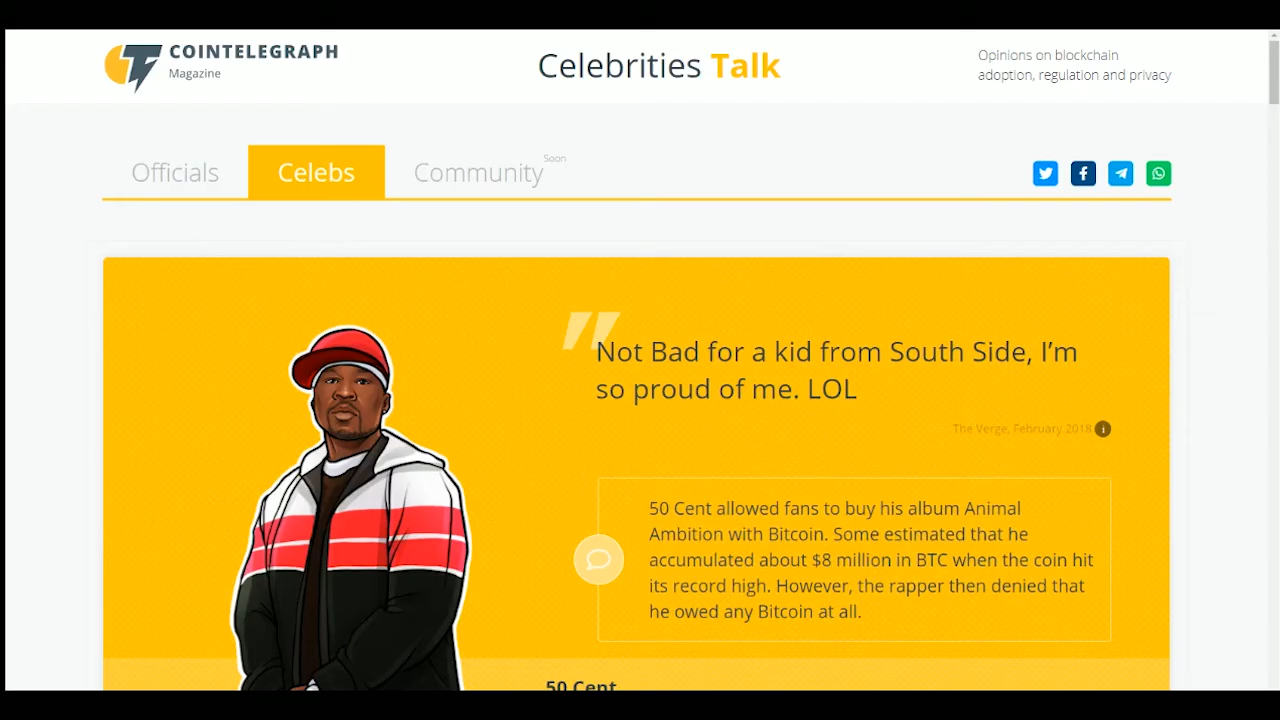 COINTELEGRAPH
Magazine
Celebrities Talk
Opinions on blockchain
adoption, regulation and privacy
Officials
Celebs
Community
Soon
"
Not Bad for a kid from South Side, I’m
so proud of me. LOL
The Verge, February 2018
i
50 Cent allowed fans to buy his album Animal
Ambition with Bitcoin. Some estimated that he
accumulated about $8 million in BTC when the coin hit
its record high. However, the rapper then denied that
he owed any Bitcoin at all.
50 Cent